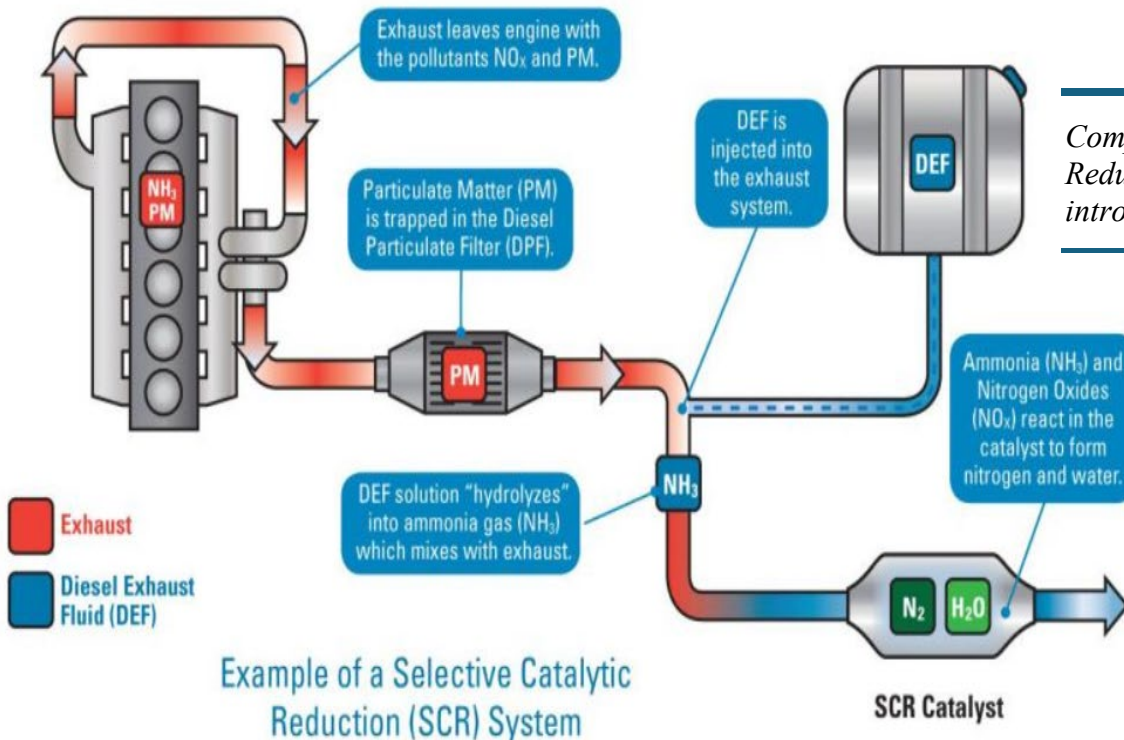 Exhaust leaves engine with
the pollutants NOx and PM.
DEF is
injected into
the exhaust
system.
DEF
Redu
intro
NH3
PM
Particulate Matter (PM)
is trapped in the Diesel
Particulate Filter (DPF).
PM
Ammonia (NH3) and
Nitrogen Oxides
(NOx) react in the
catalyst to form
nitrogen and water.
NH3
DEF solution "hydrolyzes"
into ammonia gas (NH3)
which mixes with exhaust.
Exhaust
Diesel Exhaust
Fluid (DEF)
N2
H2O
Example of a Selective Catalytic
Reduction (SCR) System
SCR Catalyst